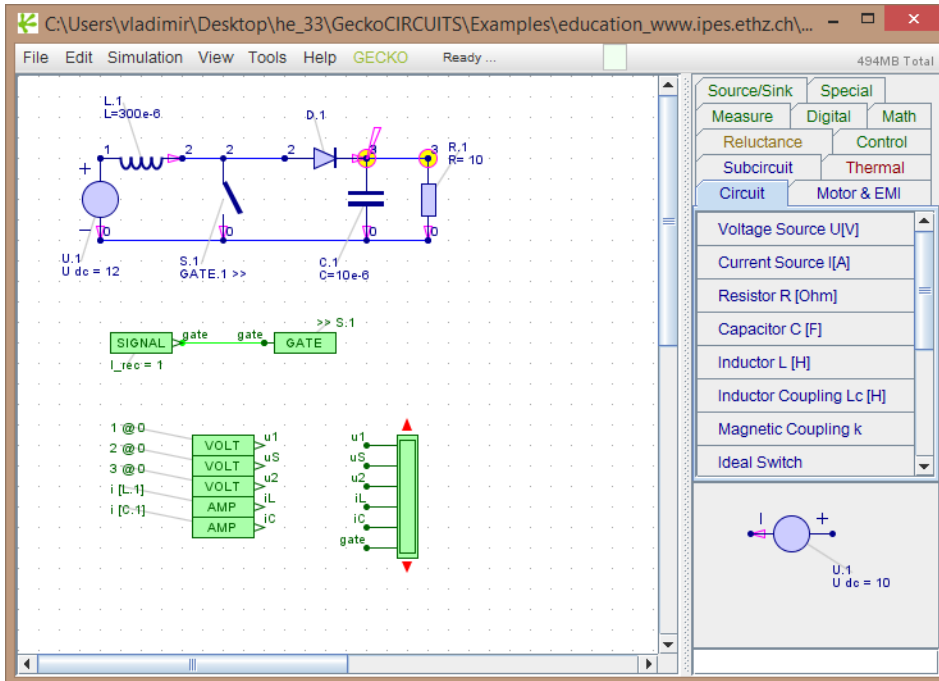 C:\Users\vladimir\Desktop\he_33\GeckoCIRCUITS\Examples\education_www.ipes.ethz.ch\...
File Edit Simulation View Tools Help GECKO Ready ... 494MB Total
Source/Sink Special
Measure Digital Math
Reluctance Control
Subcircuit Thermal
Circuit Motor & EMI
Voltage Source U[V]
Current Source I[A]
Resistor R [Ohm]
Capacitor C [F]
Inductor L [H]
Inductor Coupling Lc [H]
Magnetic Coupling k
Ideal Switch
I +
U.1
U dc = 10
L.1
L=300e-6
D.1
1 2 2 2 3 3
R.1
R= 10
+
−
0 0 0 0
U.1
U dc = 12
S.1
GATE.1 >>
C.1
C=10e-6
>> S.1
SIGNAL gate gate GATE
I_rec = 1
1 @ 0 VOLT u1
2 @ 0 VOLT uS
3 @ 0 VOLT u2
i [L.1] AMP iL
i [C.1] AMP iC
u1
uS
u2
iL
iC
gate